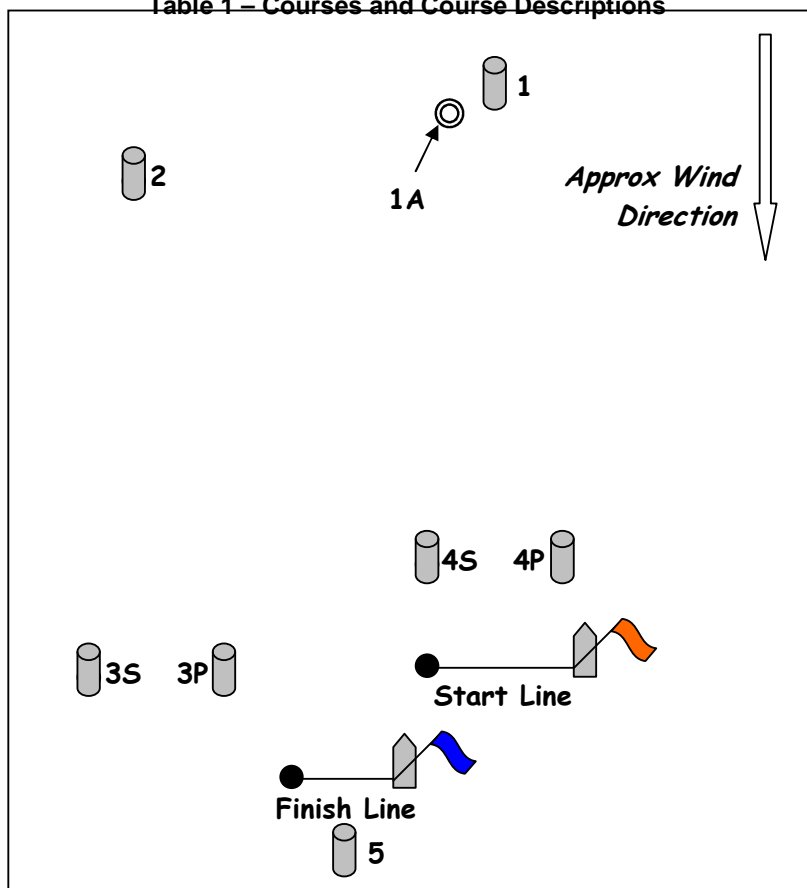 Table 1 – Courses and Course Descriptions
1
2
1A
Approx Wind
Direction
4S
4P
3S
3P
Start Line
Finish Line
5